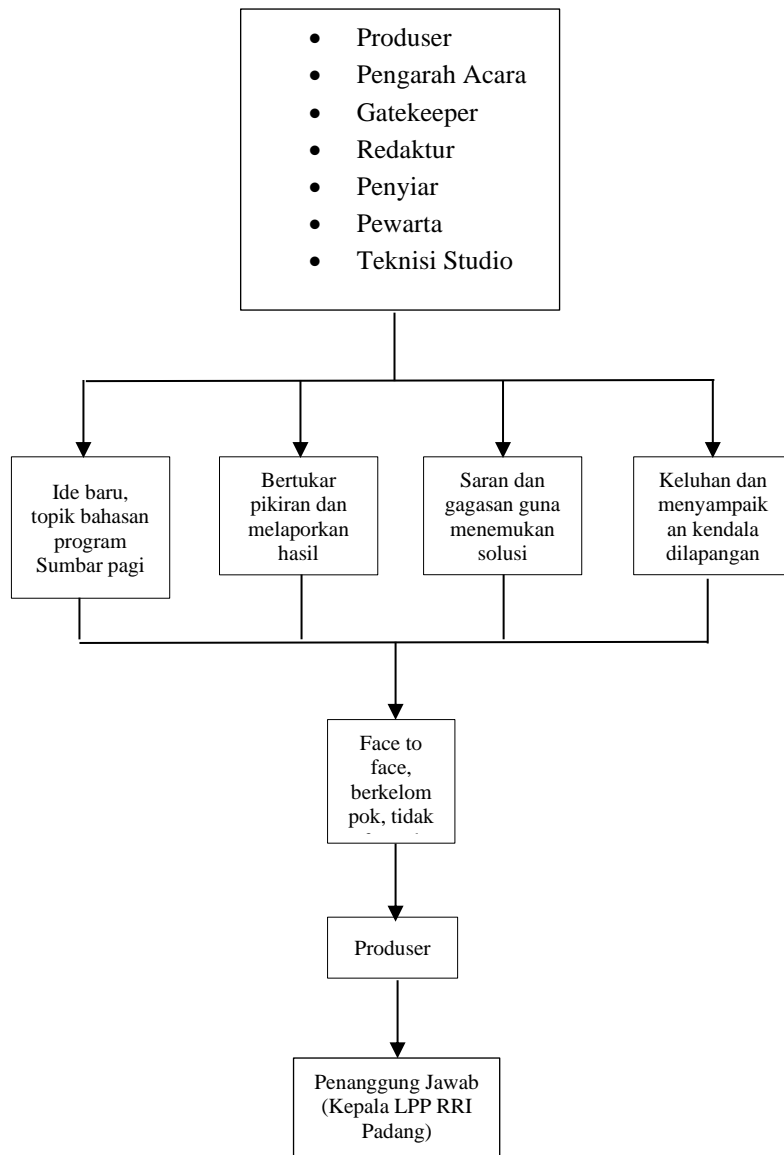 • Produser
• Pengarah Acara
• Gatekeeper
• Redaktur
• Penyiar
• Pewarta
• Teknisi Studio
Ide baru,
topik bahasan
program
Sumbar pagi
Bertukar
pikiran dan
melaporkan
hasil
Saran dan
gagasan guna
menemukan
solusi
Keluhan dan
menyampaik
an kendala
dilapangan
Face to
face,
berkelom
pok, tidak
Produser
Penanggung Jawab
(Kepala LPP RRI
Padang)